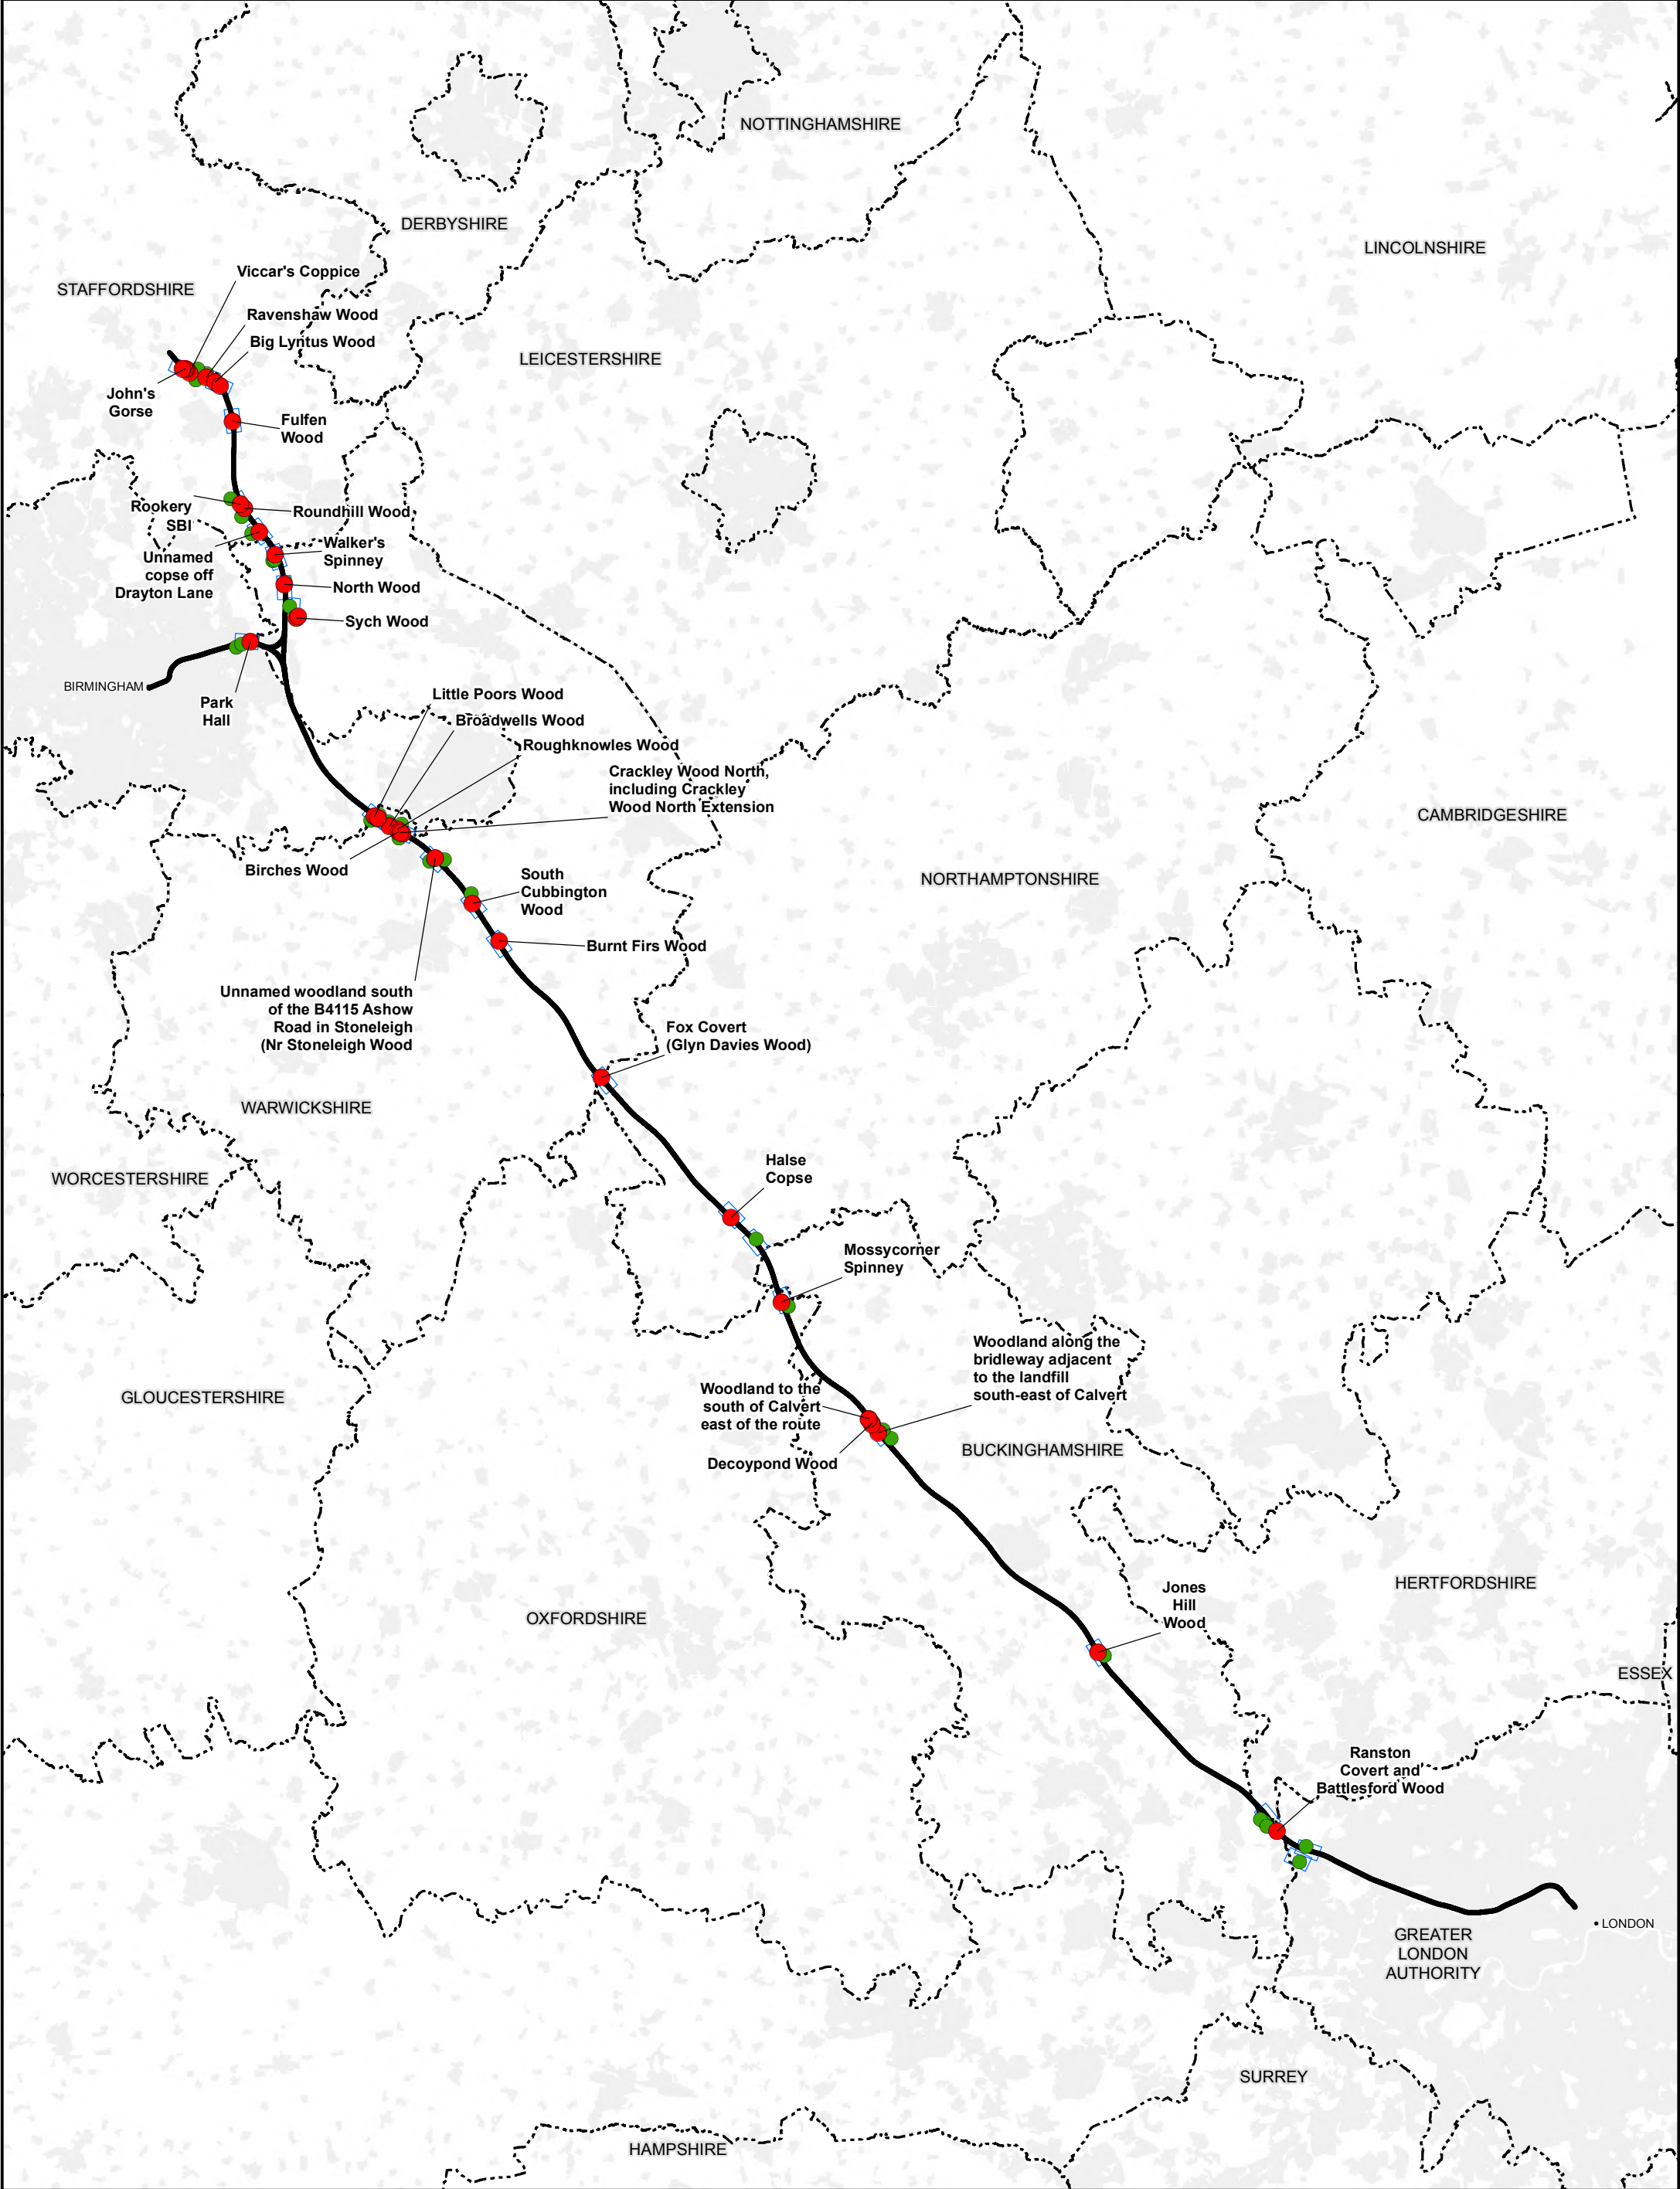 NOTTINGHAMSHIRE
DERBYSHIRE
LINCOLNSHIRE
Viccar's Coppice
STAFFORDSHIRE
Ravenshaw Wood
Big Lyntus Wood
LEICESTERSHIRE
John's
Gorse
Fulfen
Wood
Rookery
SBI
Roundhill Wood
Unnamed
copse off
Drayton Lane
Walker's
Spinney
North Wood
Sych Wood
BIRMINGHAM
Park
Hall
Little Poors Wood
Broadwells Wood
Roughknowles Wood
Crackley Wood North,
including Crackley
Wood North Extension
CAMBRIDGESHIRE
Birches Wood
South
Cubbington
Wood
NORTHAMPTONSHIRE
Burnt Firs Wood
Unnamed woodland south
of the B4115 Ashow
Road in Stoneleigh
(Nr Stoneleigh Wood
Fox Covert
(Glyn Davies Wood)
WARWICKSHIRE
WORCESTERSHIRE
Halse
Copse
Mossycorner
Spinney
Woodland along the
bridleway adjacent
to the landfill
south-east of Calvert
GLOUCESTERSHIRE
Woodland to the
south of Calvert
east of the route
BUCKINGHAMSHIRE
Decoypond Wood
HERTFORDSHIRE
Jones
Hill
Wood
OXFORDSHIRE
ESSEX
Ranston
Covert and
Battlesford Wood
LONDON
GREATER
LONDON
AUTHORITY
SURREY
HAMPSHIRE